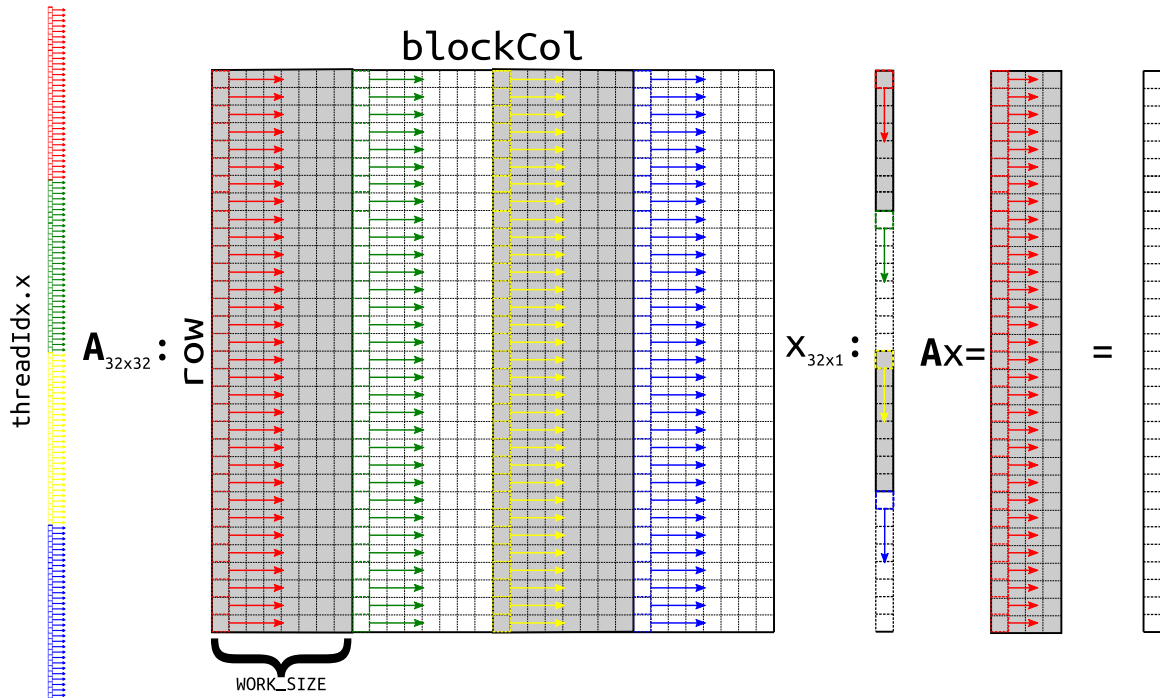 blockCol
threadIdx.x
A32x32:
row
x32x1:
Ax=
=
WORK_SIZE